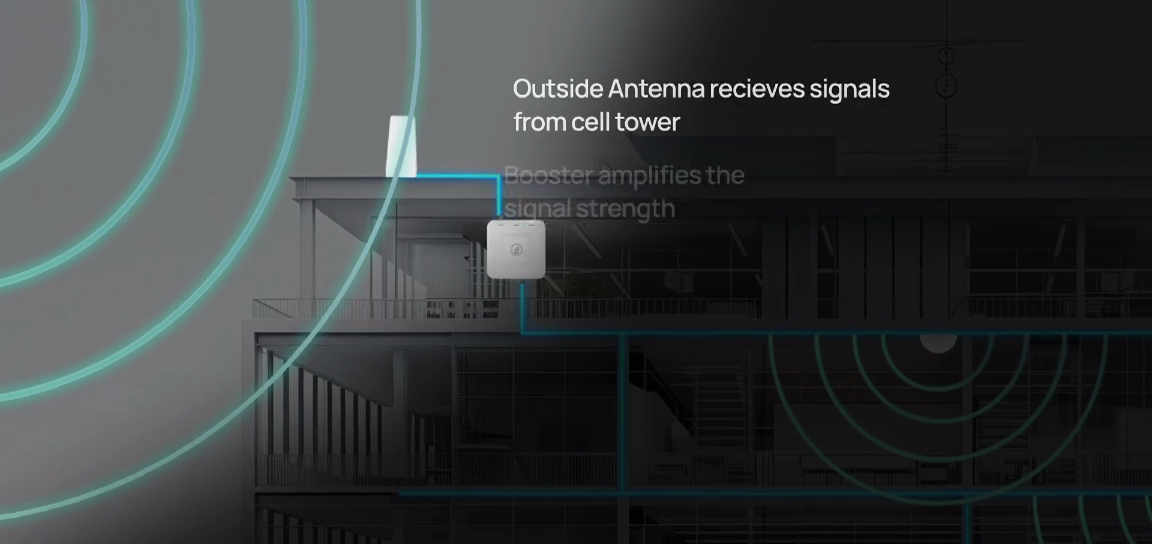 Outside Antenna recieves signals
from cell tower
Booster amplifies the
signal strength